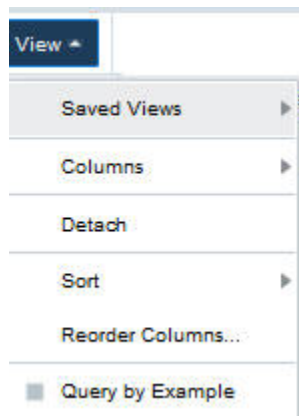 View
Saved Views
Columns
Detach
Sort
Reorder Columns...
Query by Example